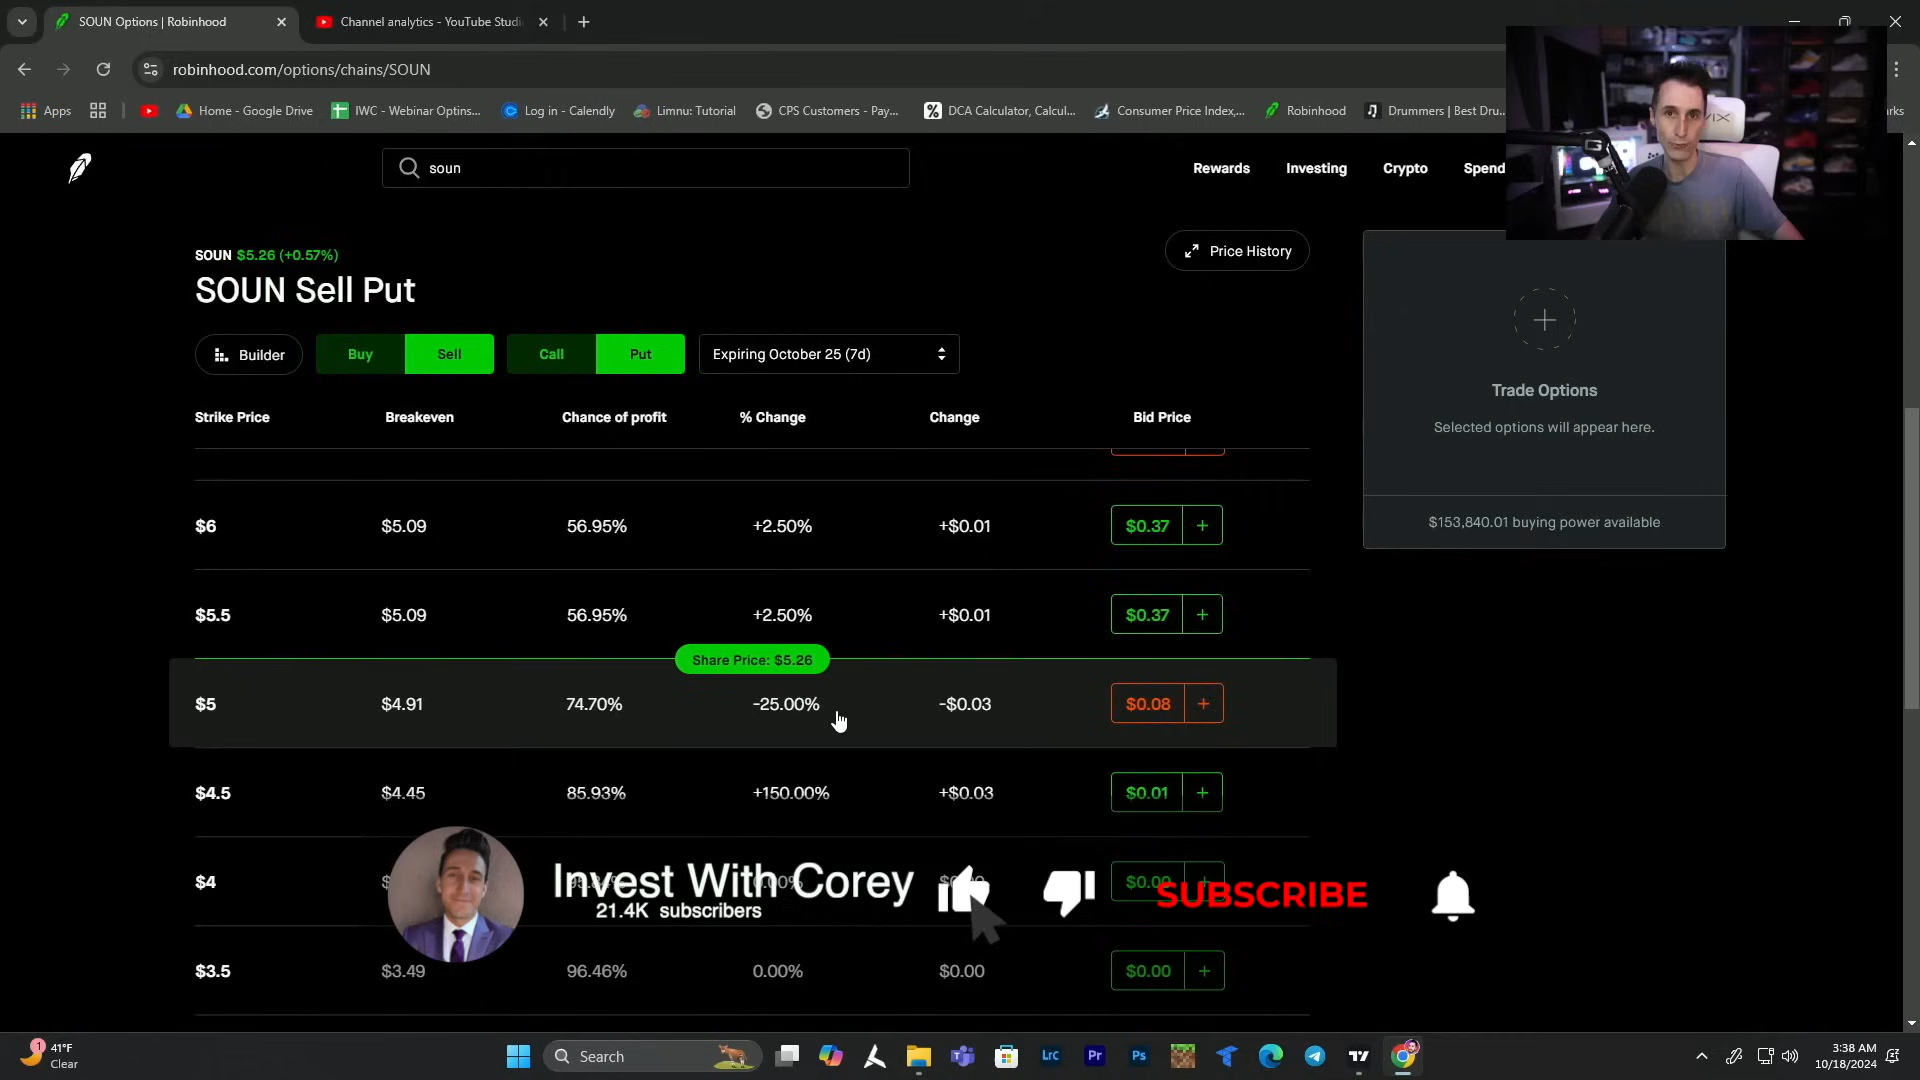 SOUN Options | Robinhood
Channel analytics - YouTube Studi
robinhood.com/options/chains/SOUN
Apps
Home - Google Drive
IWC - Webinar Optins...
Log in - Calendly
Limnu: Tutorial
CPS Customers - Pay...
DCA Calculator, Calcul...
Consumer Price Index,...
Robinhood
Drummers | Best Dru...
rks
soun
Rewards
Investing
Crypto
Spend
SOUN $5.26 (+0.57%)
SOUN Sell Put
Price History
Builder
Buy
Sell
Call
Put
Expiring October 25 (7d)
Strike Price Breakeven Chance of profit % Change Change Bid Price
$6 $5.09 56.95% +2.50% +$0.01 $0.37 +
$5.5 $5.09 56.95% +2.50% +$0.01 $0.37 +
Share Price: $5.26
$5 $4.91 74.70% -25.00% -$0.03 $0.08 +
$4.5 $4.45 85.93% +150.00% +$0.03 $0.01 +
$4
$3.5 $3.49 96.46% 0.00% $0.00 $0.00 +
Trade Options
Selected options will appear here.
$153,840.01 buying power available
Invest With Corey
21.4K subscribers
SUBSCRIBE
1
41°F
Clear
Search
LrC
Pr
Ps
3:38 AM
10/18/2024